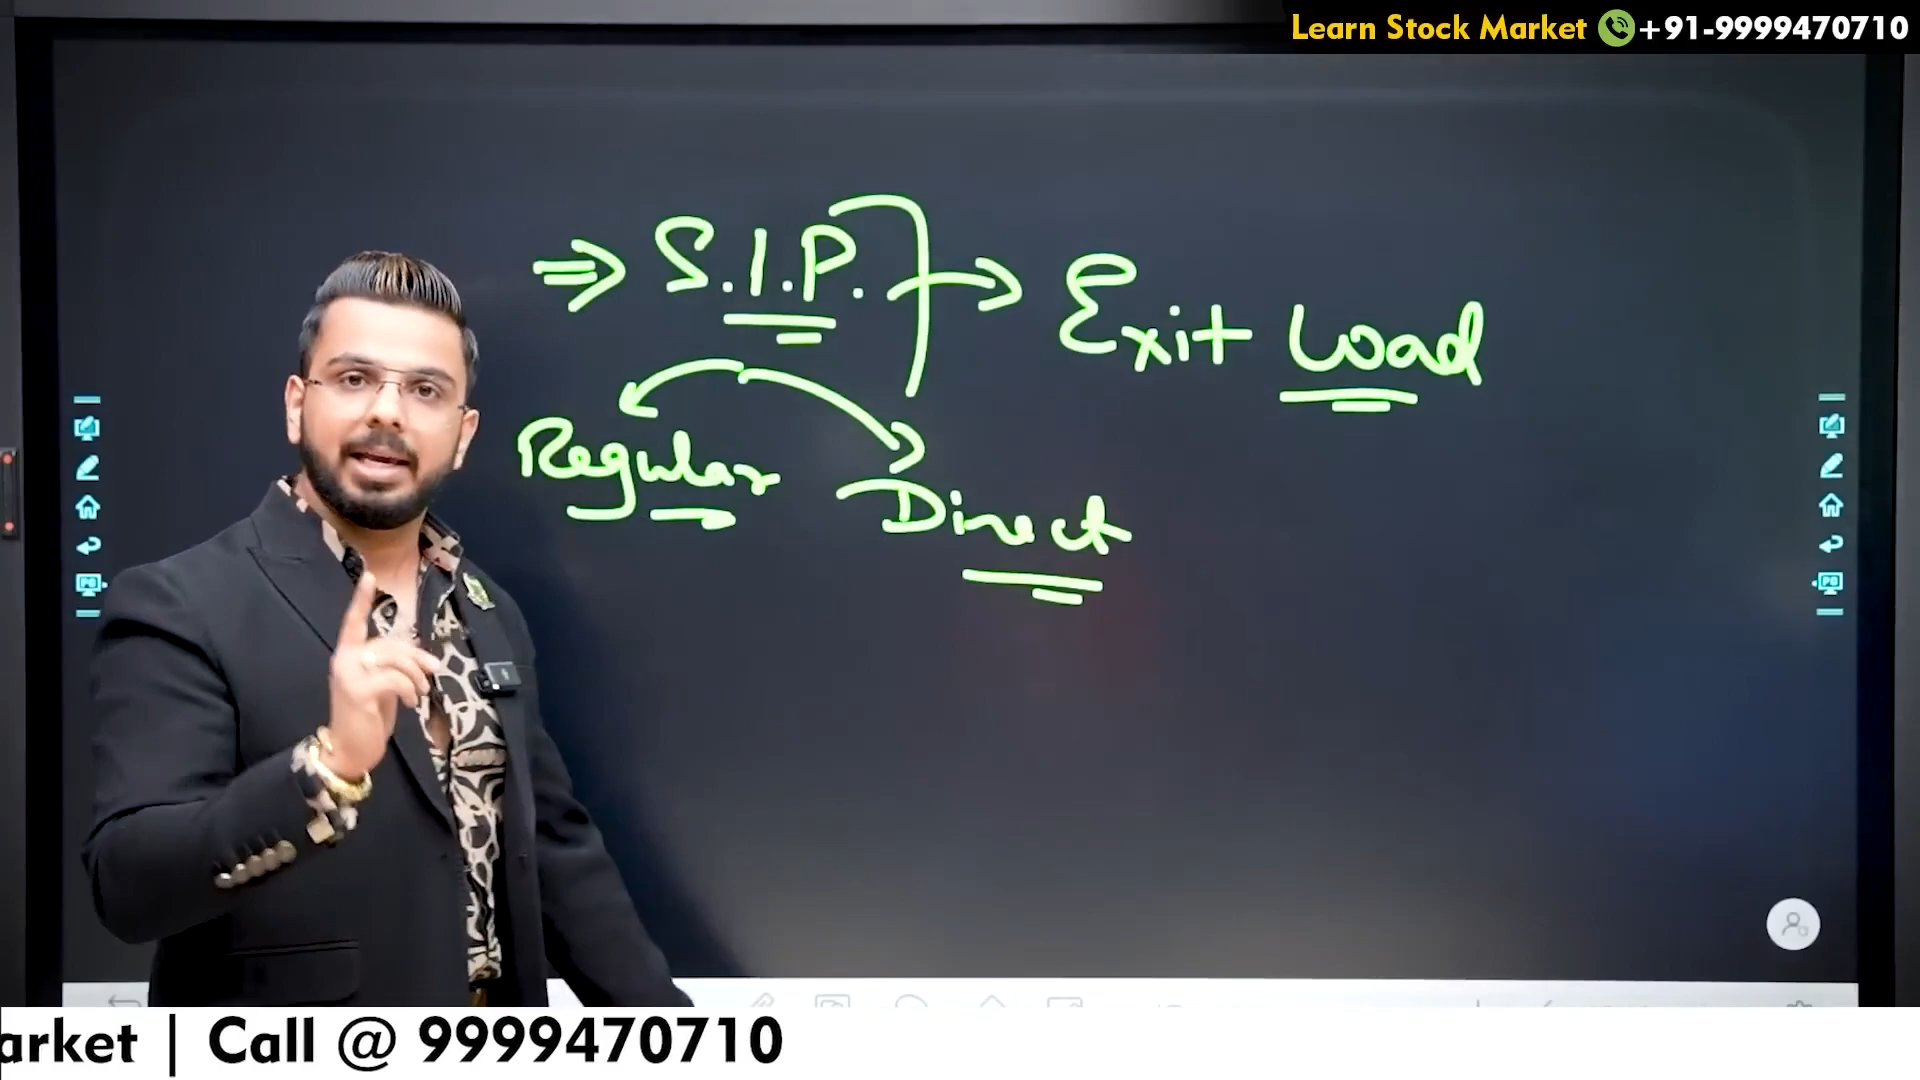 Learn Stock Market +91-9999470710
⇒ S.I.P. → Exit Load
Regular Direct
arket | Call @ 9999470710